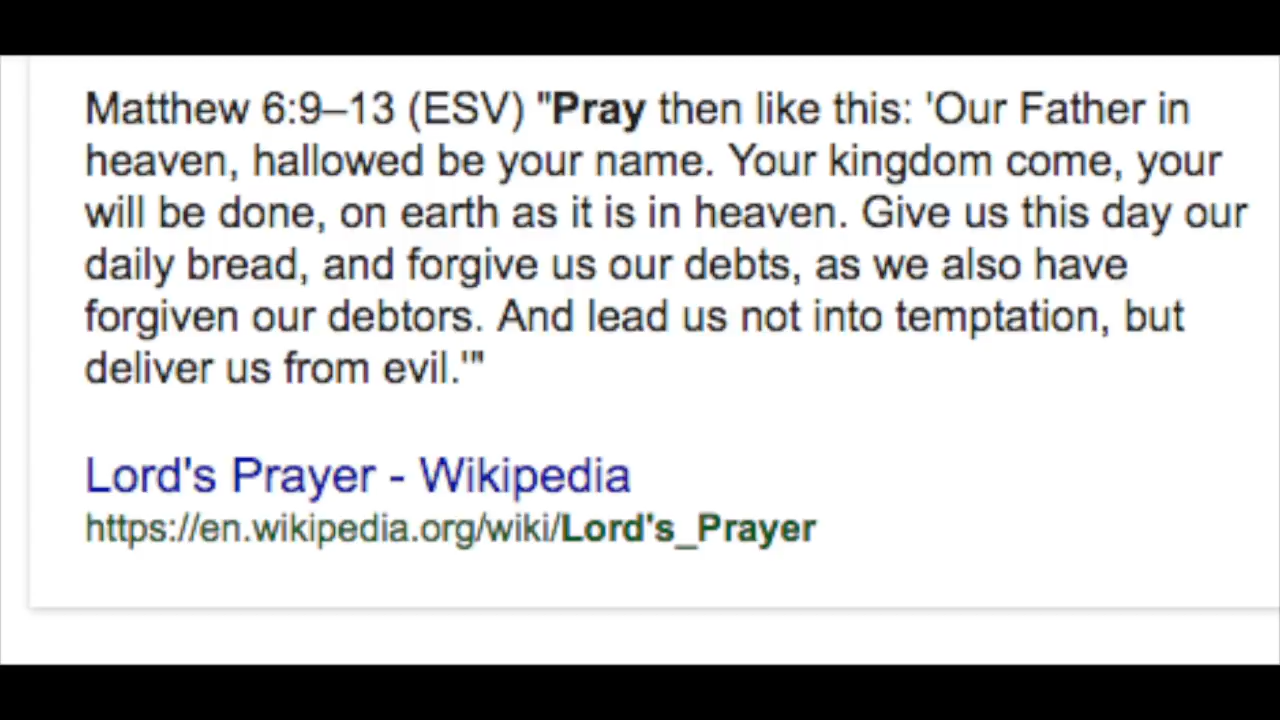 Matthew 6:9–13 (ESV) "Pray then like this: 'Our Father in
heaven, hallowed be your name. Your kingdom come, your
will be done, on earth as it is in heaven. Give us this day our
daily bread, and forgive us our debts, as we also have
forgiven our debtors. And lead us not into temptation, but
deliver us from evil.'"
Lord's Prayer - Wikipedia
https://en.wikipedia.org/wiki/Lord's_Prayer